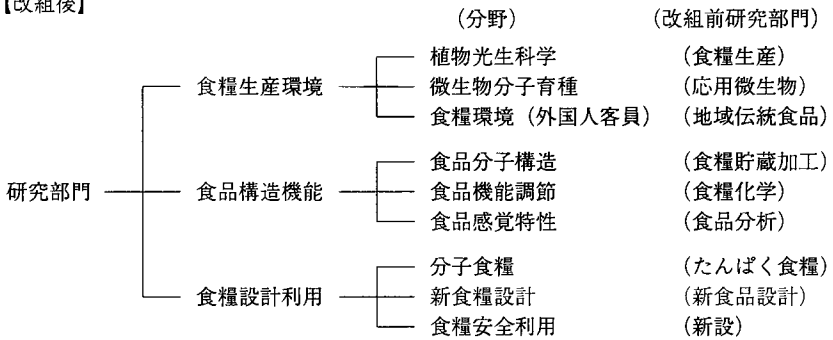 【改組後】
(分野) (改組前研究部門)
植物光生科学 (食糧生産)
食糧生産環境 微生物分子育種 (応用微生物)
食糧環境(外国人客員) (地域伝統食品)
食品分子構造 (食糧貯蔵加工)
研究部門 食品構造機能 食品機能調節 (食糧化学)
食品感覚特性 (食品分析)
分子食糧 (たんぱく食糧)
食糧設計利用 新食糧設計 (新食品設計)
食糧安全利用 (新設)